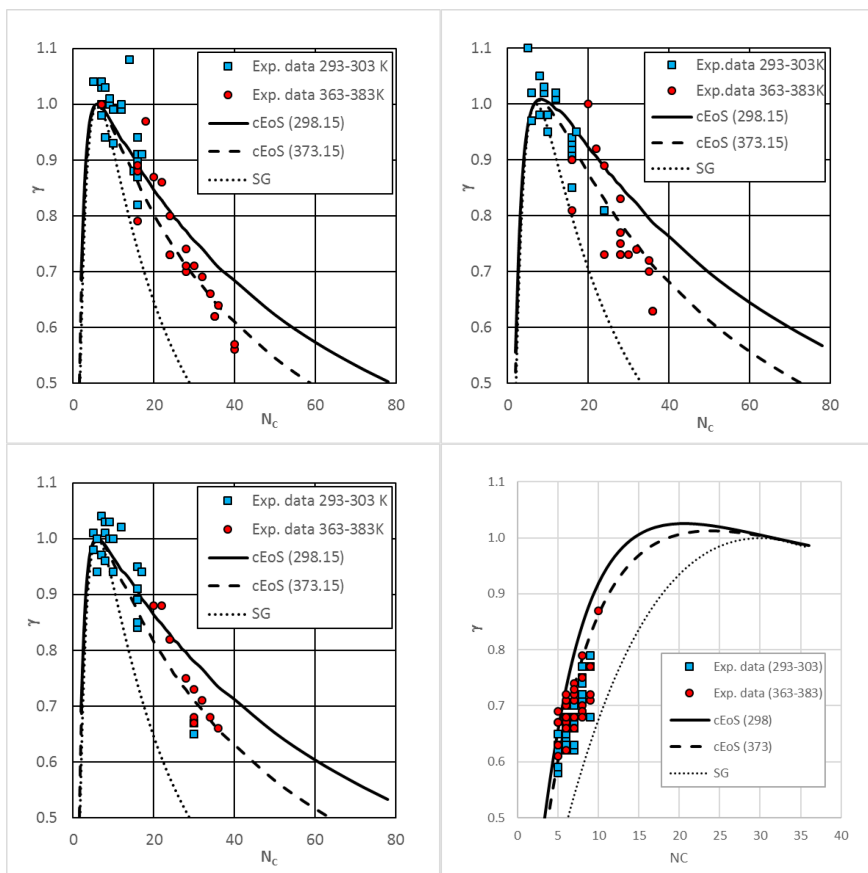 1.1
1.0
0.9
0.8
0.7
0.6
0.5
γ
0
20
40
60
80
N_c
Exp. data 293-303 K
Exp. data 363-383K
cEoS (298.15)
cEoS (373.15)
SG
1.1
1.0
0.9
0.8
0.7
0.6
0.5
γ
0
20
40
60
80
N_c
Exp.data 293-303K
Exp.data 363-383K
cEoS (298.15)
cEoS (373.15)
SG
1.1
1.0
0.9
0.8
0.7
0.6
0.5
γ
0
20
40
60
80
N_c
Exp. data 293-303 K
Exp. data 363-383K
cEoS (298.15)
cEoS (373.15)
SG
1.1
1.0
0.9
0.8
0.7
0.6
0.5
γ
0
5
10
15
20
25
30
35
40
NC
Exp. data (293-303)
Exp. data (363-383)
cEoS (298)
cEoS (373)
SG